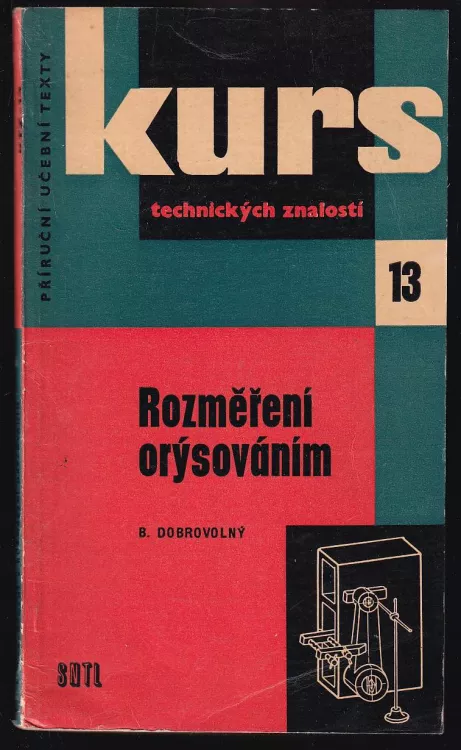 PŘÍRUČNÍ UČEBNÍ TEXTY
kurs
technických znalostí
13
Rozměření
orýsováním
B. DOBROVOLNÝ
SNTL